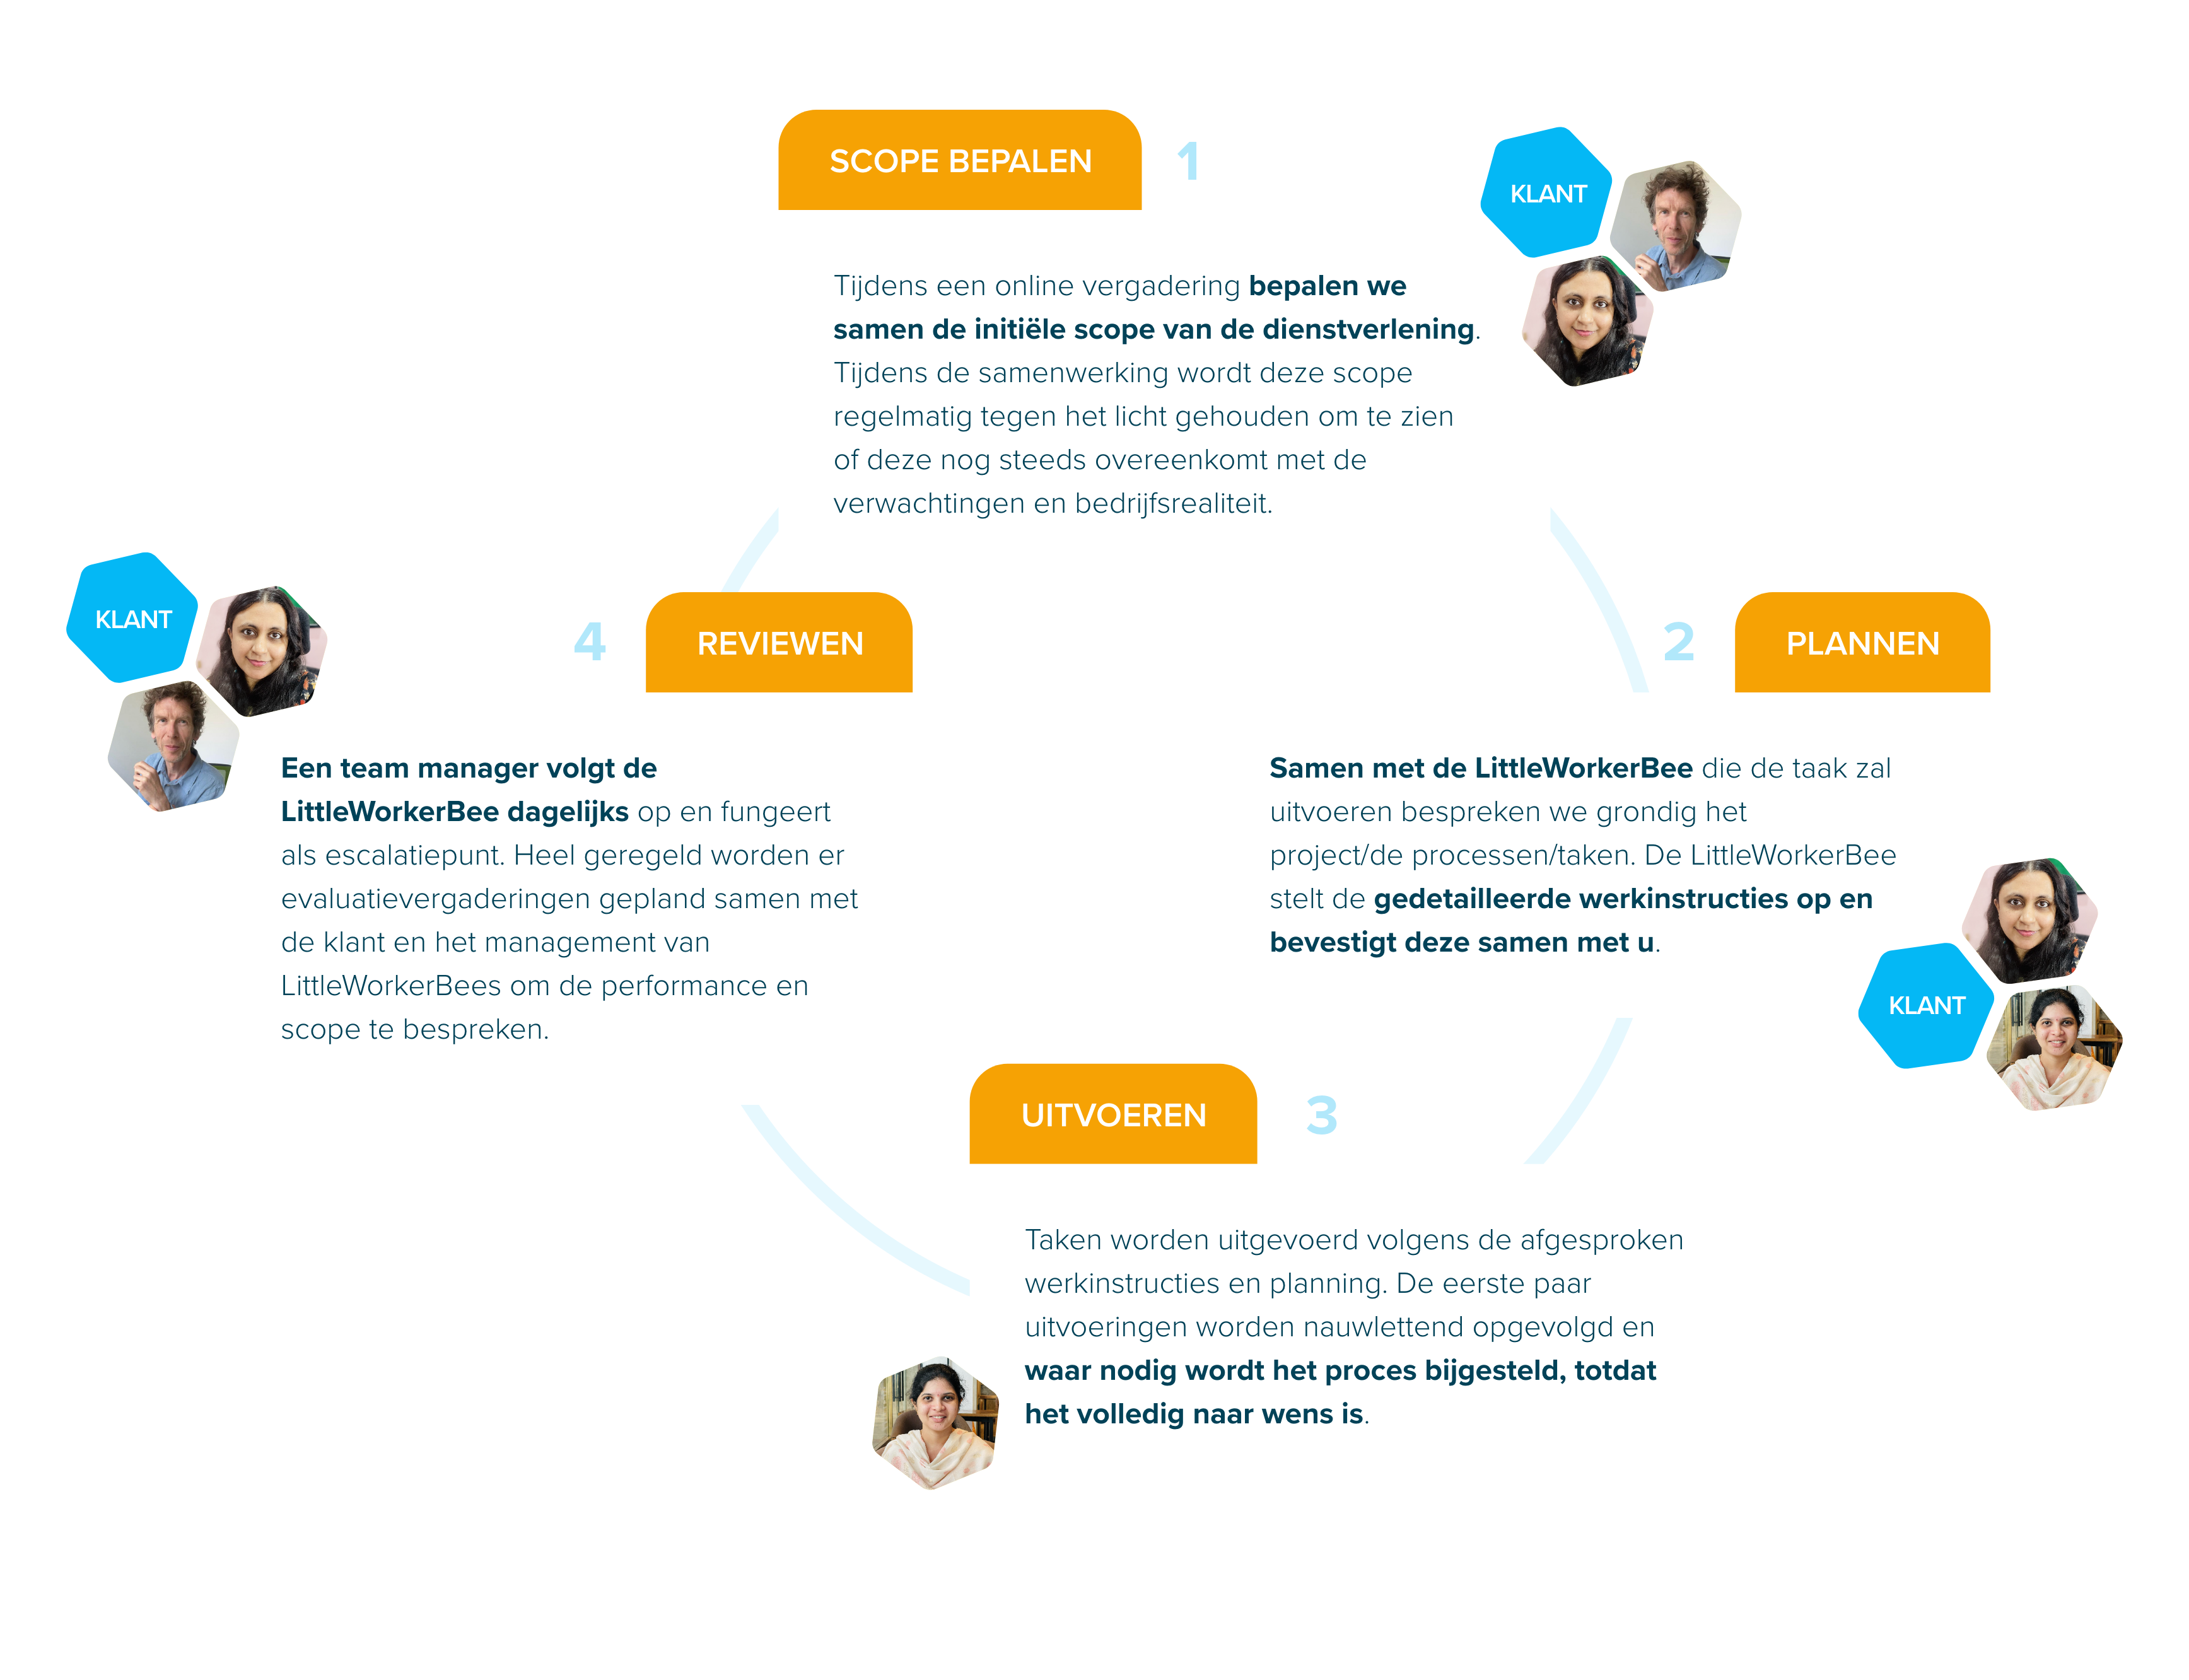 SCOPE BEPALEN
1
KLANT
Tijdens een online vergadering bepalen we
samen de initiële scope van de dienstverlening.
Tijdens de samenwerking wordt deze scope
regelmatig tegen het licht gehouden om te zien
of deze nog steeds overeenkomt met de
verwachtingen en bedrijfsrealiteit.
2
PLANNEN
Samen met de LittleWorkerBee die de taak zal
uitvoeren bespreken we grondig het
project/de processen/taken. De LittleWorkerBee
stelt de gedetailleerde werkinstructies op en
bevestigt deze samen met u.
KLANT
UITVOEREN
3
Taken worden uitgevoerd volgens de afgesproken
werkinstructies en planning. De eerste paar
uitvoeringen worden nauwlettend opgevolgd en
waar nodig wordt het proces bijgesteld, totdat
het volledig naar wens is.
KLANT
4
REVIEWEN
Een team manager volgt de
LittleWorkerBee dagelijks op en fungeert
als escalatiepunt. Heel geregeld worden er
evaluatievergaderingen gepland samen met
de klant en het management van
LittleWorkerBees om de performance en
scope te bespreken.